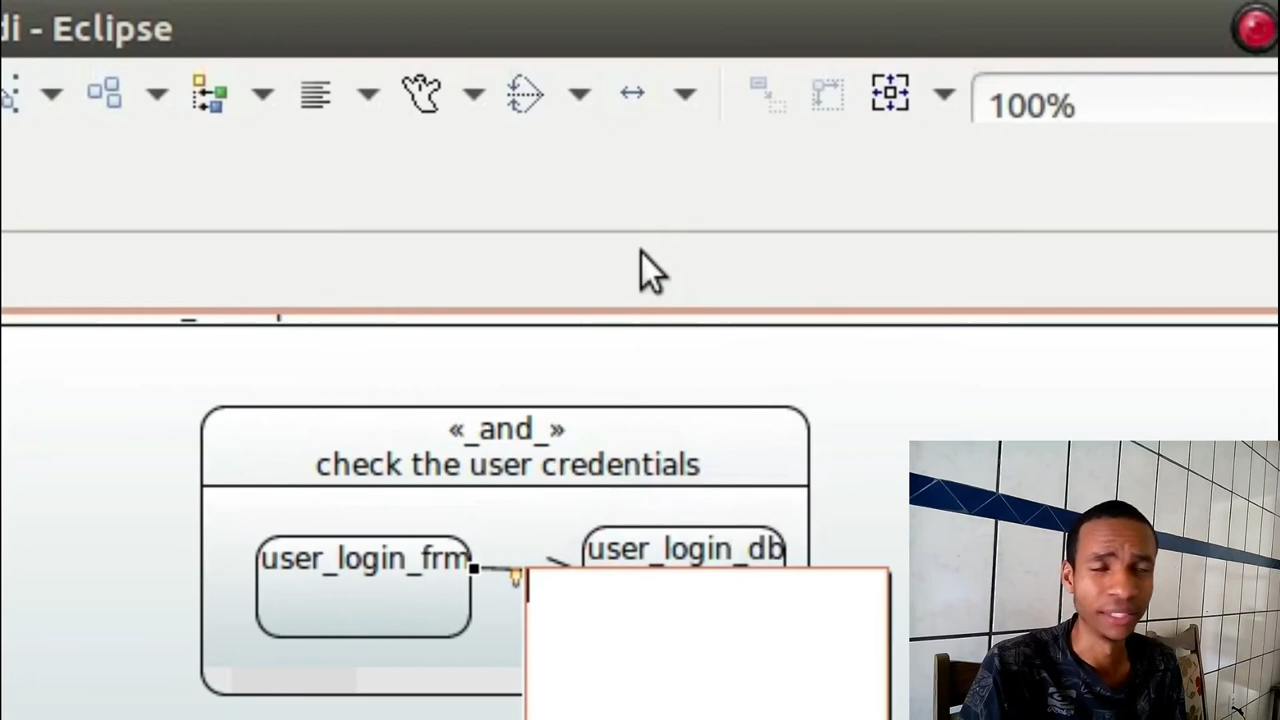 di - Eclipse
100%
«_and_»
check the user credentials
user_login_frm
user_login_db